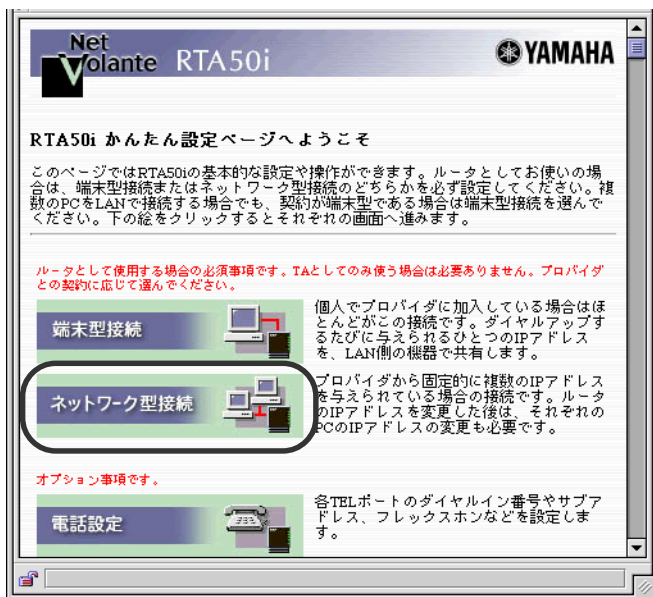 Net
Volante RTA50i
YAMAHA
RTA50i かんたん設定ページへようこそ
このページではRTA50iの基本的な設定や操作ができます。ルータとしてお使いの場
合は、端末型接続またはネットワーク型接続のどちらかを必ず設定してください。複
数のPCをLANで接続する場合でも、契約が端末型である場合は端末型接続を選んで
ください。下の絵をクリックするとそれぞれの画面へ進みます。
ルータとして使用する場合の必須事項です。TAとしてのみ使う場合は必要ありません。プロバイダ
との契約に応じて選んでください。
端末型接続
個人でプロバイダに加入している場合はほ
とんどがこの接続です。ダイヤルアップす
るたびに与えられるひとつのIPアドレス
を、LAN側の機器で共有します。
ネットワーク型接続
プロバイダから固定的に複数のIPアドレス
を与えられている場合の接続です。ルータ
のIPアドレスを変更した後は、それぞれの
PCのIPアドレスの変更も必要です。
オプション事項です。
電話設定
各TELポートのダイヤルイン番号やサブア
ドレス、フレックスホンなどを設定しま
す。